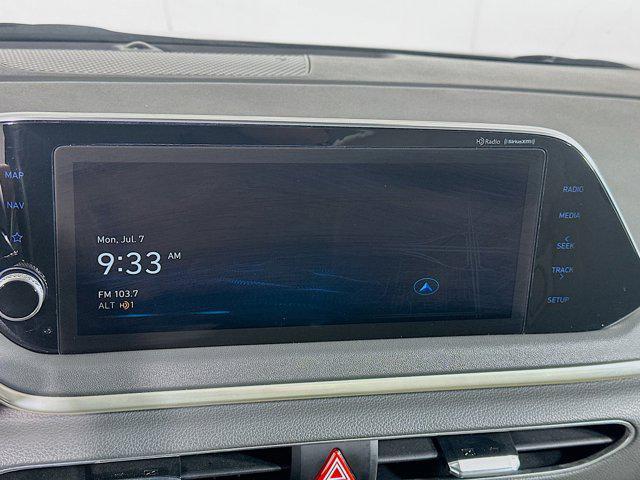 HD Radio (SiriusXM)
MAP
NAV
RADIO
MEDIA
SEEK
TRACK
SETUP
Mon, Jul. 7
9:33 AM
FM 103.7
ALT HD1